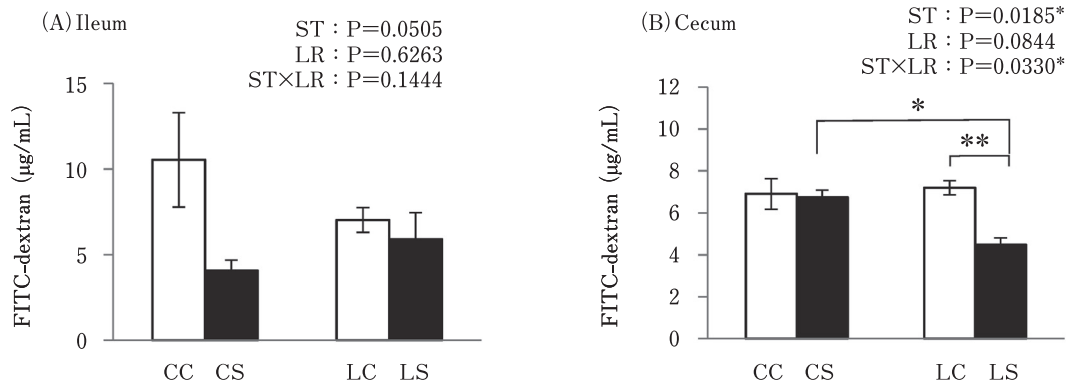 (A) Ileum
ST : P=0.0505
LR : P=0.6263
ST×LR : P=0.1444
FITC-dextran (μg/mL)
15
10
5
0
CC CS LC LS
(B) Cecum
ST : P=0.0185*
LR : P=0.0844
ST×LR : P=0.0330*
FITC-dextran (μg/mL)
12
10
8
6
4
2
0
*
**
CC CS LC LS